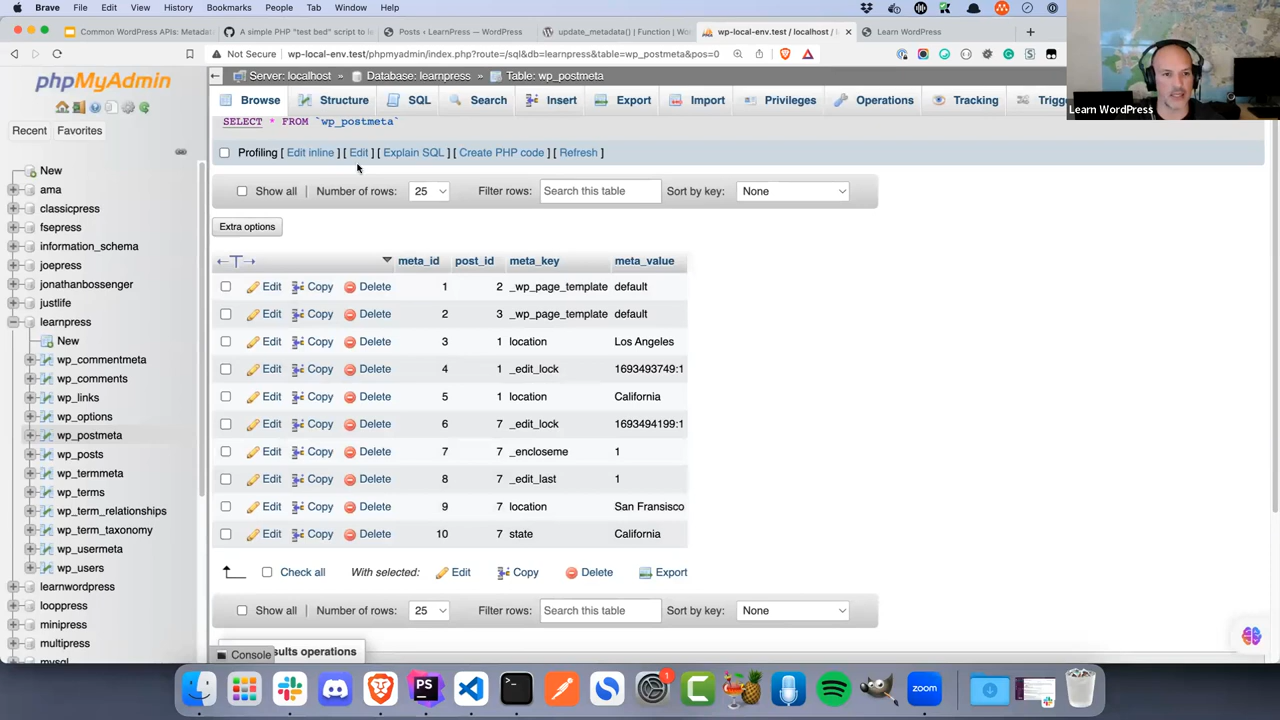 Brave File Edit View History Bookmarks People Tab Window Help
Common WordPress APIs: Metada
A simple PHP "test bed" script to l
Posts ‹ LearnPress — WordPress
update_metadata() | Function | Wo
wp-local-env.test / localhost /
Learn WordPress
Not Secure wp-local-env.test/phpmyadmin/index.php?route=/sql&db=learnpress&table=wp_postmeta&pos=0
Learn WordPress
phpMyAdmin
Recent Favorites
New
ama
classicpress
fsepress
information_schema
joepress
jonathanbossenger
justlife
learnpress
New
wp_commentmeta
wp_comments
wp_links
wp_options
wp_postmeta
wp_posts
wp_termmeta
wp_terms
wp_term_relationships
wp_term_taxonomy
wp_usermeta
wp_users
learnwordpress
looppress
minipress
multipress
mysql
Server: localhost » Database: learnpress » Table: wp_postmeta
Browse Structure SQL Search Insert Export Import Privileges Operations Tracking Trigge
SELECT * FROM `wp_postmeta`
Profiling [ Edit inline ] [ Edit ] [ Explain SQL ] [ Create PHP code ] [ Refresh ]
Show all | Number of rows: 25 Filter rows: Search this table Sort by key: None
Extra options
meta_id post_id meta_key meta_value
Edit Copy Delete 1 2 _wp_page_template default
Edit Copy Delete 2 3 _wp_page_template default
Edit Copy Delete 3 1 location Los Angeles
Edit Copy Delete 4 1 _edit_lock 1693493749:1
Edit Copy Delete 5 1 location California
Edit Copy Delete 6 7 _edit_lock 1693494199:1
Edit Copy Delete 7 7 _encloseme 1
Edit Copy Delete 8 7 _edit_last 1
Edit Copy Delete 9 7 location San Fransisco
Edit Copy Delete 10 7 state California
Check all With selected: Edit Copy Delete Export
Show all | Number of rows: 25 Filter rows: Search this table Sort by key: None
Console sults operations
PS
1
zoom